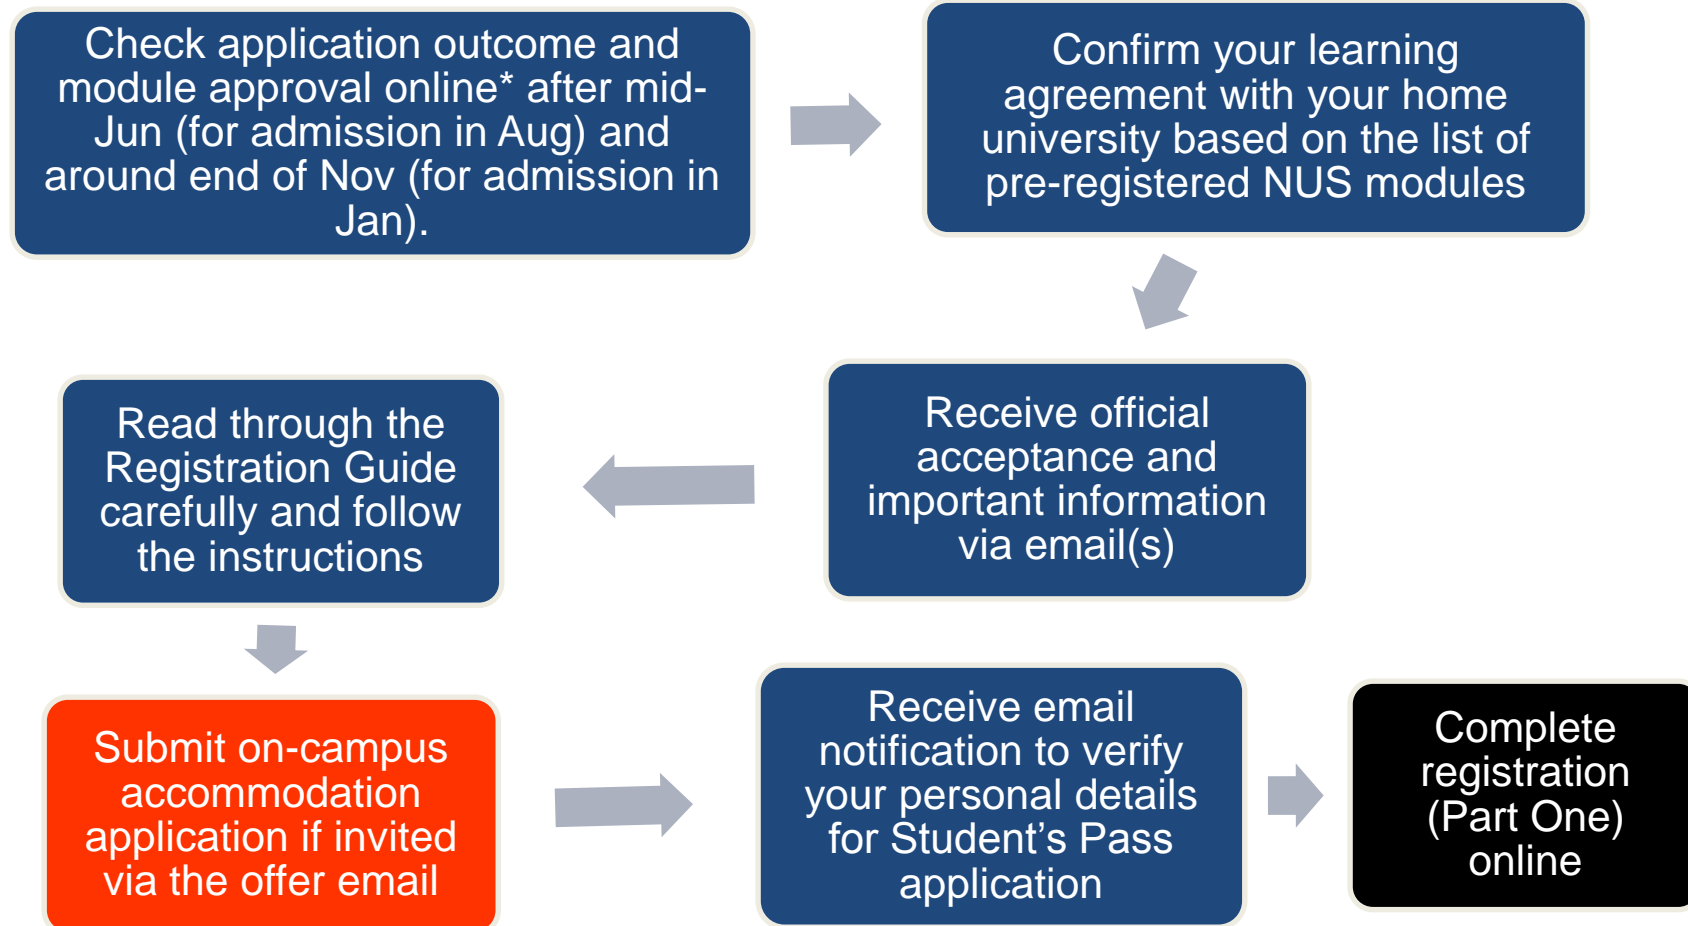 Check application outcome and
module approval online* after mid-
Jun (for admission in Aug) and
around end of Nov (for admission in
Jan).
Confirm your learning
agreement with your home
university based on the list of
pre-registered NUS modules
Receive official
acceptance and
important information
via email(s)
Read through the
Registration Guide
carefully and follow
the instructions
Submit on-campus
accommodation
application if invited
via the offer email
Receive email
notification to verify
your personal details
for Student’s Pass
application
Complete
registration
(Part One)
online